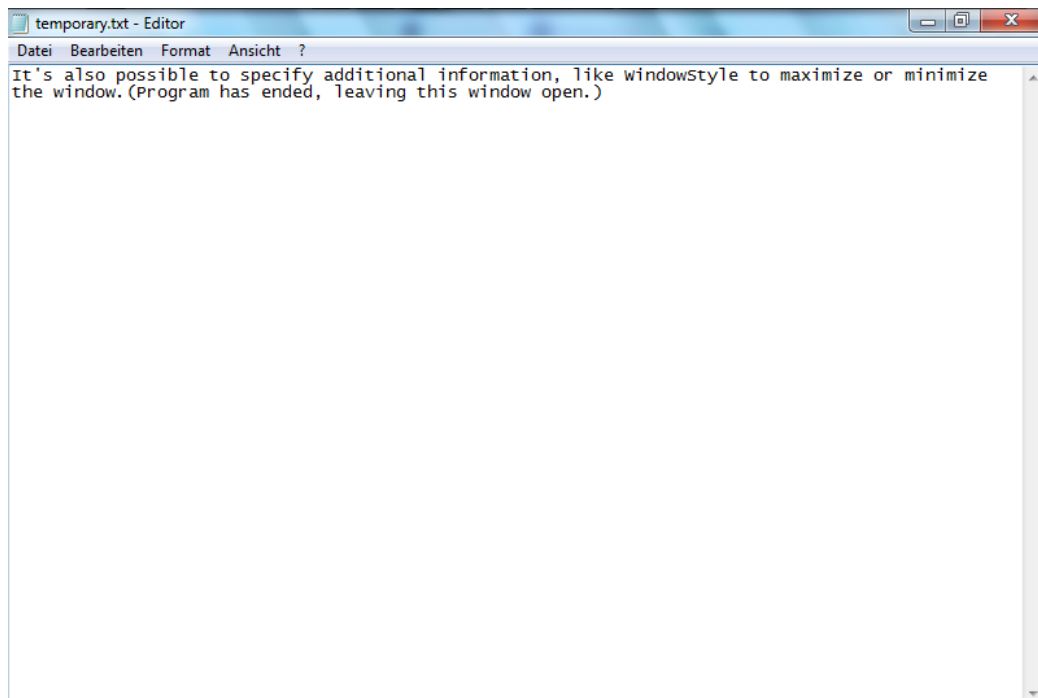 temporary.txt - Editor
Datei Bearbeiten Format Ansicht ?
It's also possible to specify additional information, like WindowStyle to maximize or minimize
the window.(Program has ended, leaving this window open.)